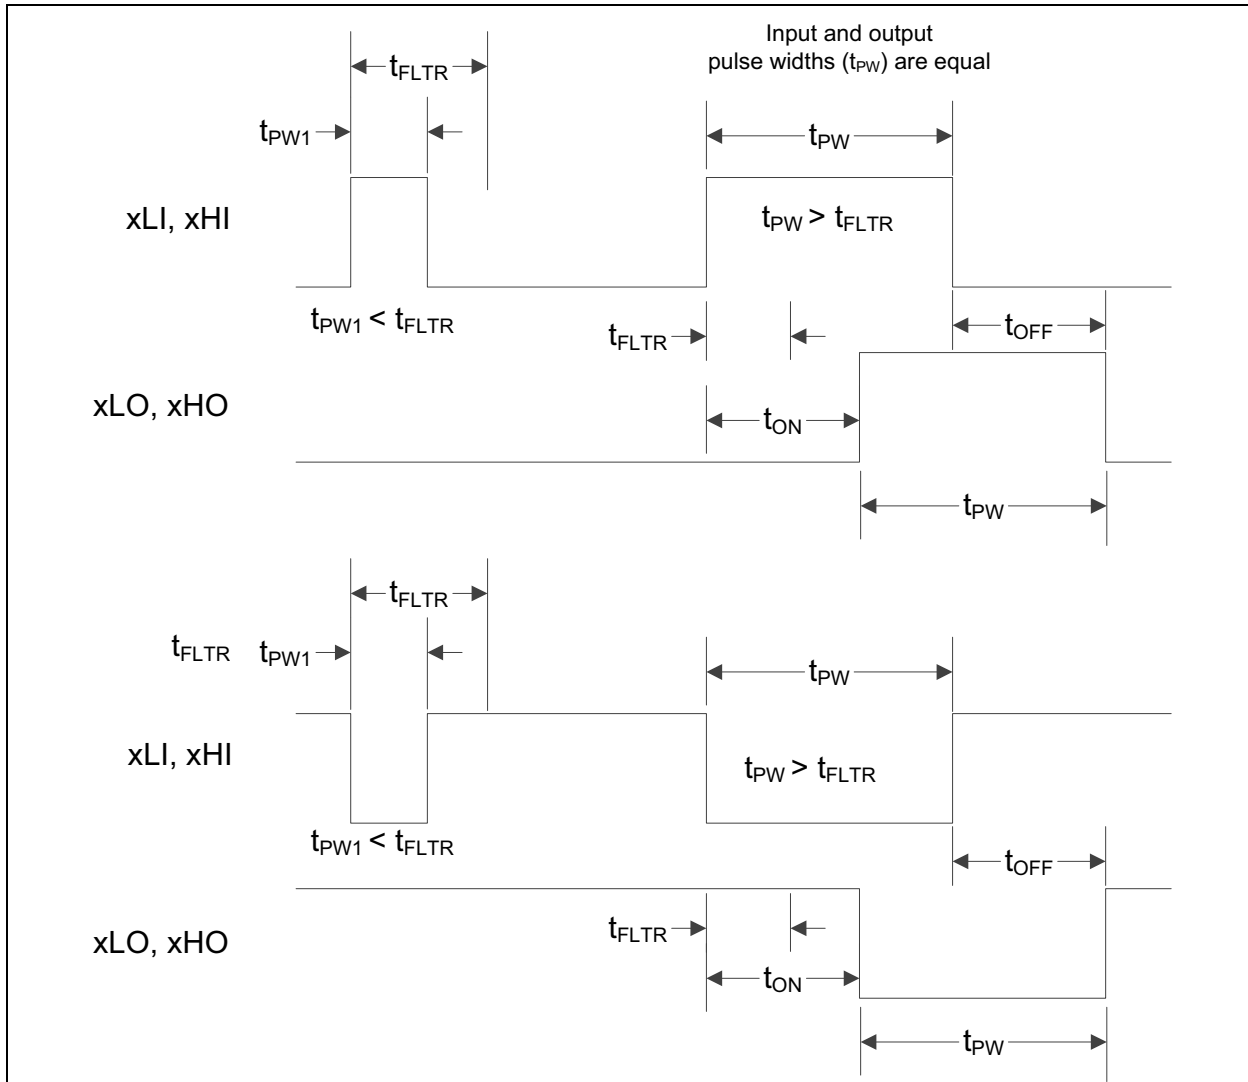 Input and output
pulse widths (tPW) are equal
tFLTR
tPW1
tPW
xLI, xHI
tPW > tFLTR
tPW1 < tFLTR
tFLTR
tOFF
xLO, xHO
tON
tPW
tFLTR
tFLTR
tPW1
tPW
xLI, xHI
tPW > tFLTR
tPW1 < tFLTR
tOFF
xLO, xHO
tFLTR
tON
tPW